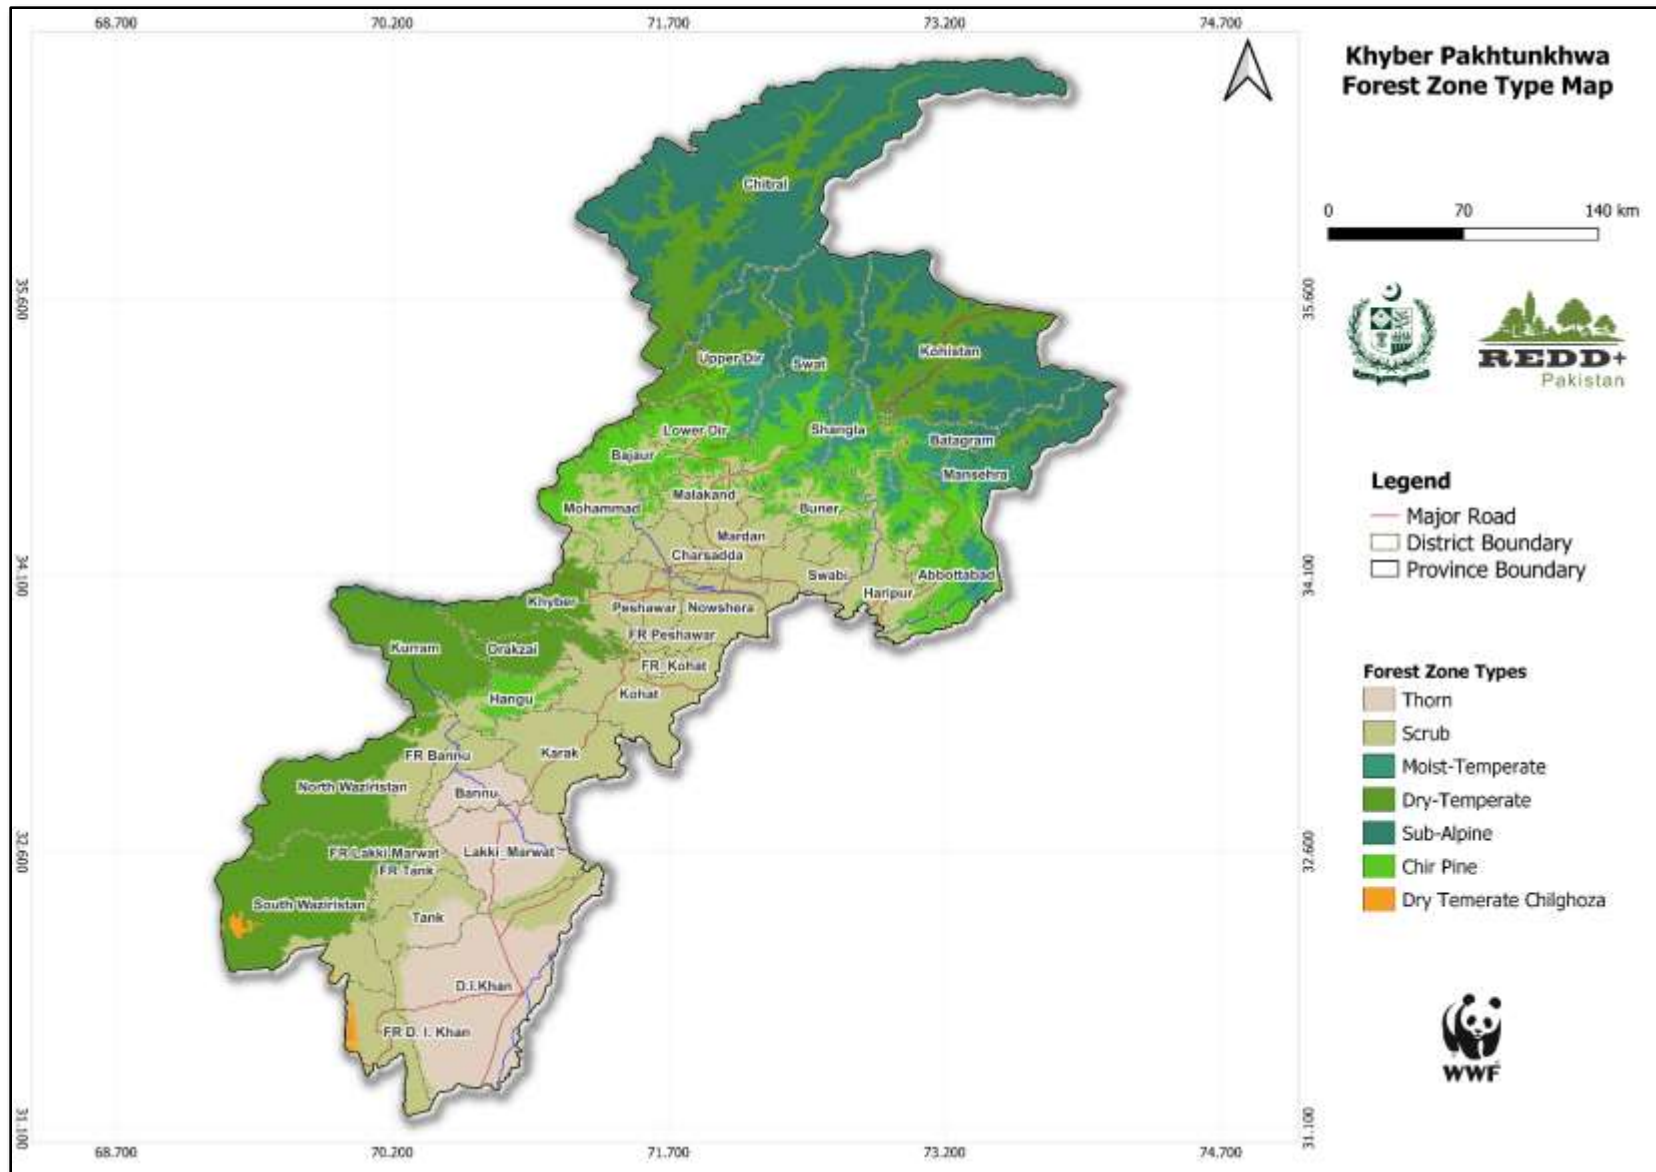 68.700 70.200 71.700 73.200 74.700
Khyber Pakhtunkhwa
Forest Zone Type Map
0 70 140 km
35.600
34.100
32.600
31.100
35.600
34.100
32.600
31.100
REDD+
Pakistan
Chitral
Upper Dir
Swat
Kohistan
Lower Dir
Shangla
Batagram
Bajaur
Mansehra
Malakand
Mohammad
Buner
Mardan
Charsadda
Swabi
Abbottabad
Haripur
Khyber
Peshawar
Nowshera
FR Peshawar
Kurram
Orakzai
FR_Kohat
Hangu
Kohat
FR Bannu
Karak
North Waziristan
Bannu
FR Lakki Marwat
Lakki_Marwat
FR Tank
South Waziristan
Tank
D.I.Khan
FR D. I. Khan
Legend
Major Road
District Boundary
Province Boundary
Forest Zone Types
Thorn
Scrub
Moist-Temperate
Dry-Temperate
Sub-Alpine
Chir Pine
Dry Temerate Chilghoza
WWF
68.700 70.200 71.700 73.200 74.700